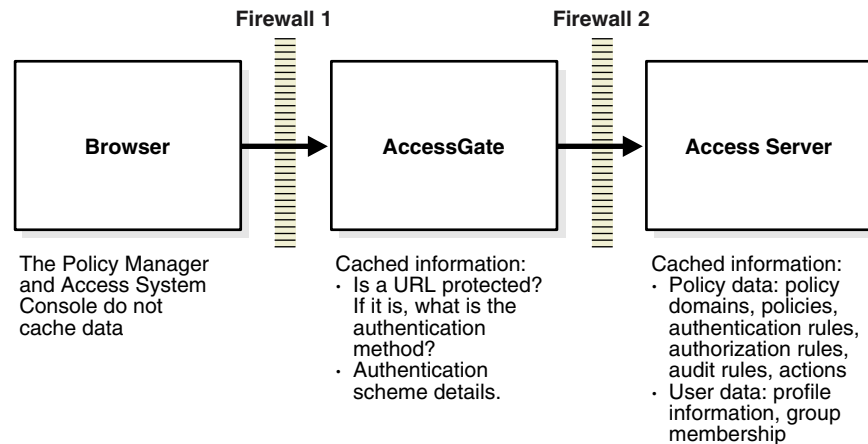 Firewall 1
Firewall 2
Browser
AccessGate
Access Server
The Policy Manager
and Access System
Console do not
cache data
Cached information:
· Is a URL protected?
If it is, what is the
authentication
method?
· Authentication
scheme details.
Cached information:
· Policy data: policy
domains, policies,
authentication rules,
authorization rules,
audit rules, actions
· User data: profile
information, group
membership